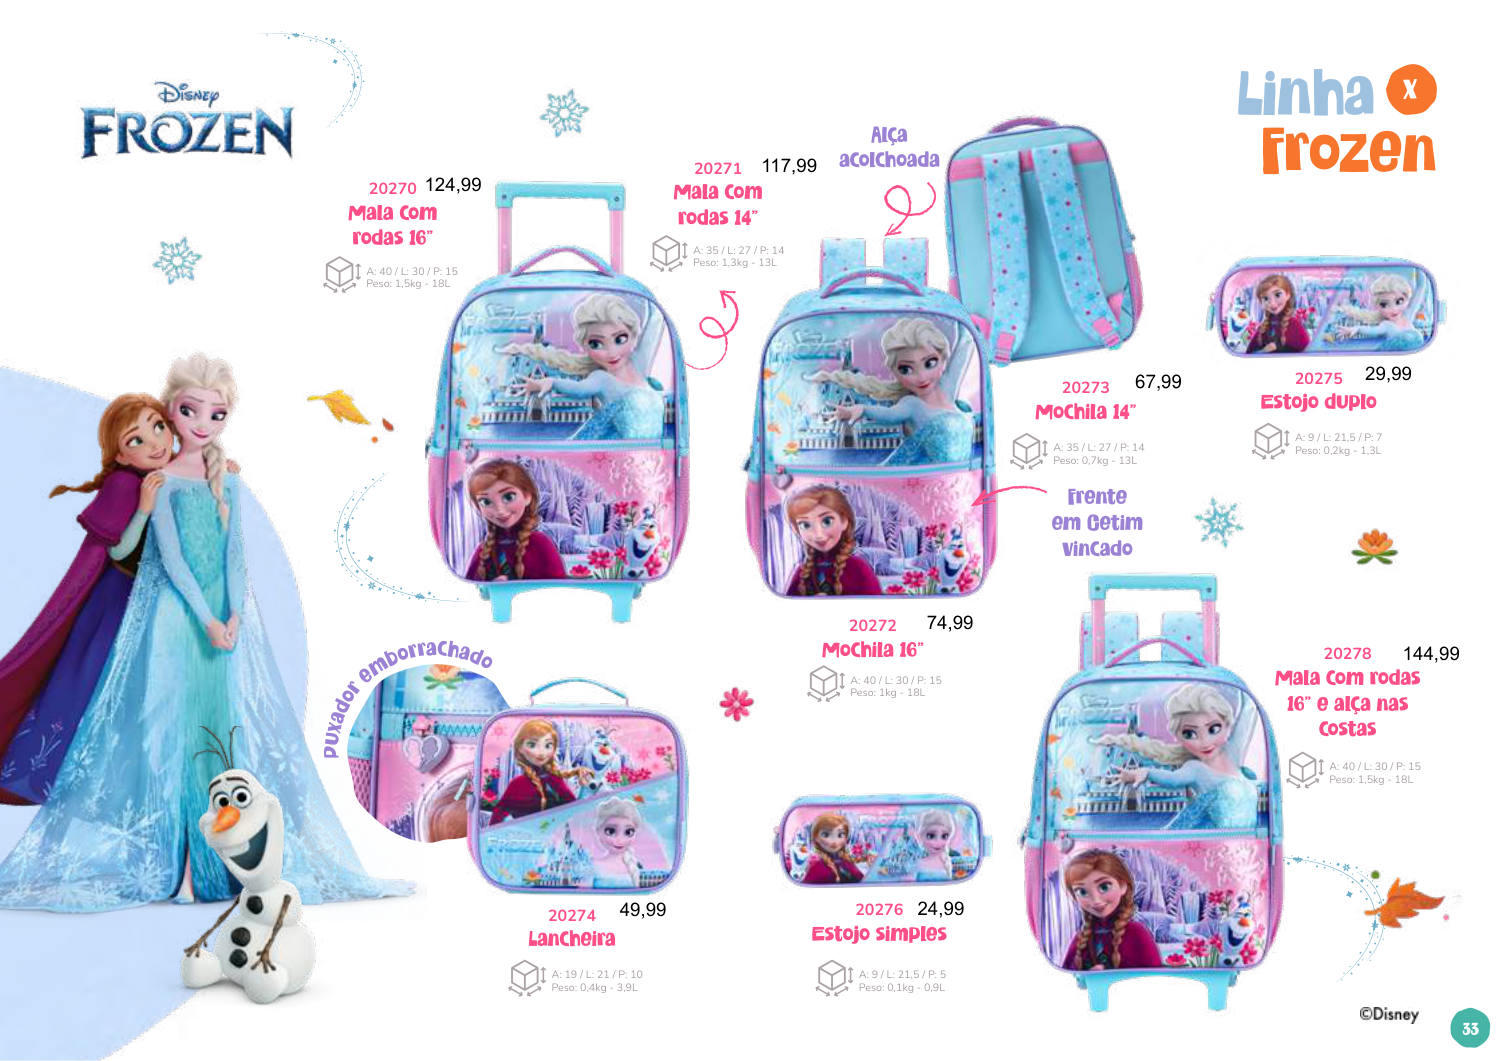 Disney
FROZEN
Linha X
Frozen
20270 124,99
Mala Com
rodas 16”
A: 40 / L: 30 / P: 15
Peso: 1,5kg - 18L
20271 117,99
Mala Com
rodas 14”
A: 35 / L: 27 / P: 14
Peso: 1,3kg - 13L
Alça
acolchoada
20273 67,99
Mochila 14”
A: 35 / L: 27 / P: 14
Peso: 0,7kg - 13L
20275 29,99
Estojo duplo
A: 9 / L: 21,5 / P: 7
Peso: 0,2kg - 1,3L
Frente
em Cetim
Vincado
20272 74,99
Mochila 16”
A: 40 / L: 30 / P: 15
Peso: 1kg - 18L
20278 144,99
Mala Com rodas
16” e alça nas
Costas
A: 40 / L: 30 / P: 15
Peso: 1,5kg - 18L
Puxador emborrachado
FROZEN
20274 49,99
Lancheira
A: 19 / L: 21 / P: 10
Peso: 0,4kg - 3,9L
20276 24,99
Estojo simples
A: 9 / L: 21,5 / P: 5
Peso: 0,1kg - 0,9L
©Disney
33